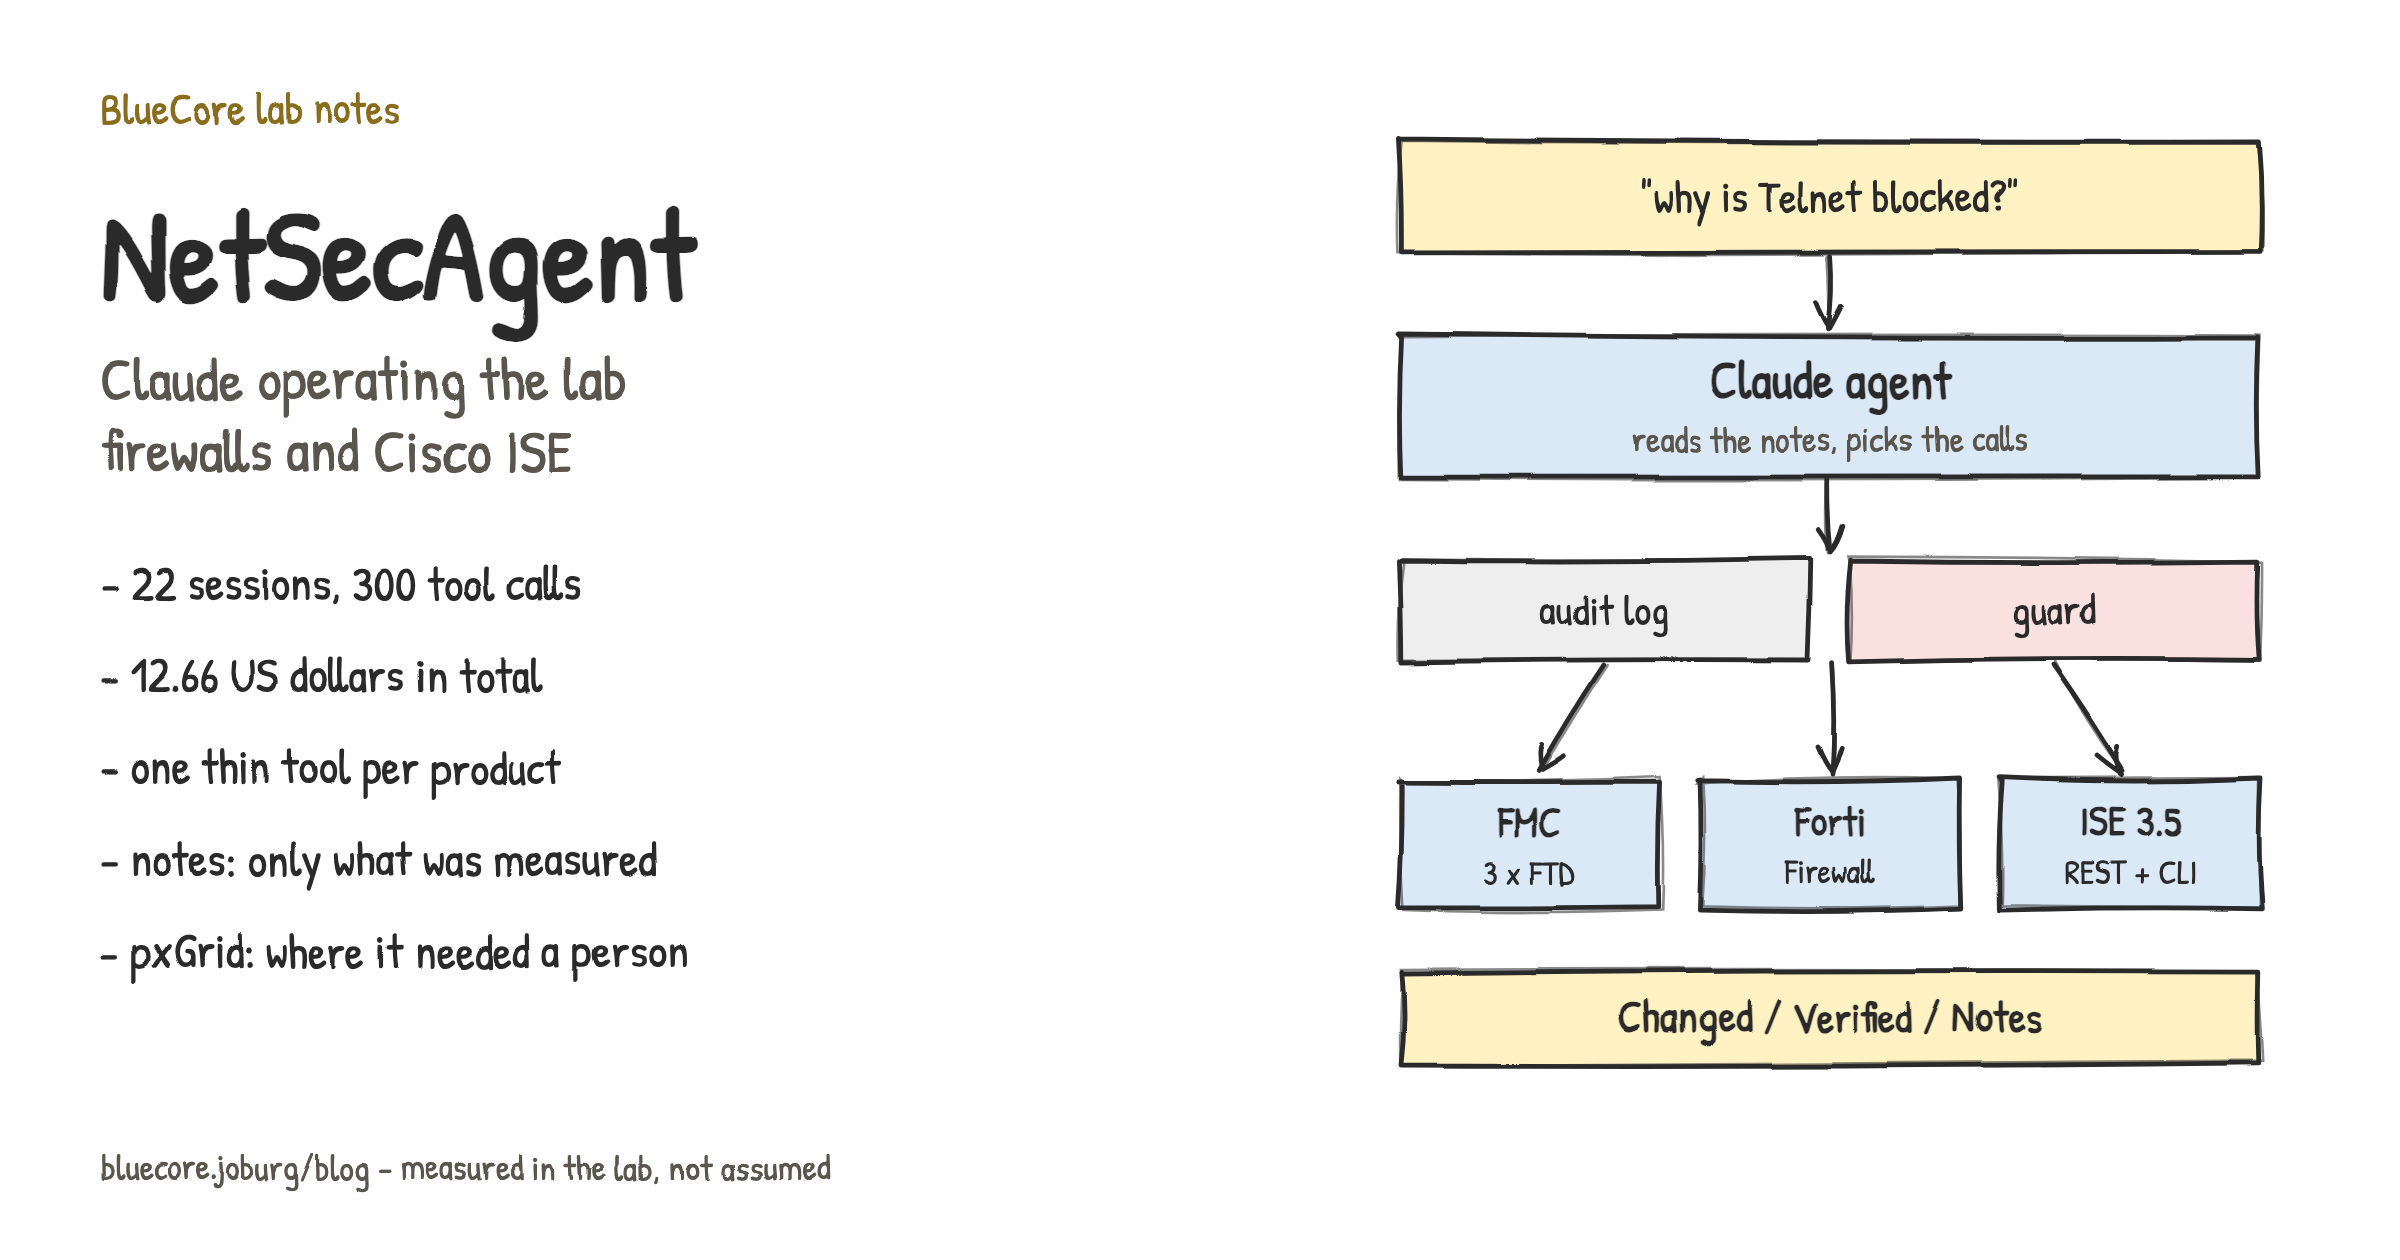 BlueCore lab notes
NetSecAgent
Claude operating the lab
firewalls and Cisco ISE
- 22 sessions, 300 tool calls
- 12.66 US dollars in total
- one thin tool per product
- notes: only what was measured
- pxGrid: where it needed a person
bluecore.joburg/blog - measured in the lab, not assumed
"why is Telnet blocked?"
Claude agent
reads the notes, picks the calls
audit log
guard
FMC
3 x FTD
Forti
Firewall
ISE 3.5
REST + CLI
Changed / Verified / Notes